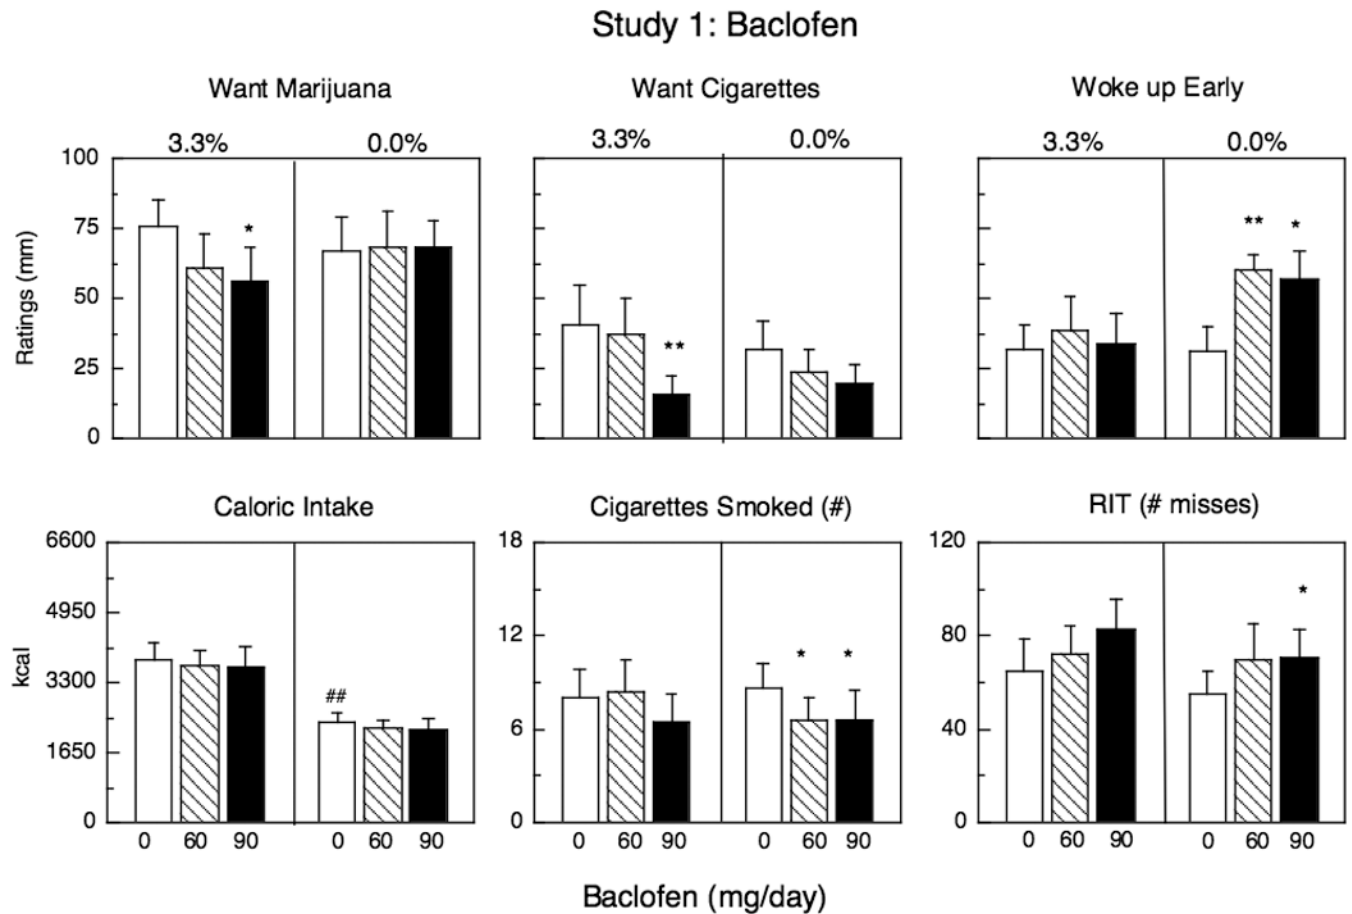 Study 1: Baclofen
Want Marijuana
Want Cigarettes
Woke up Early
3.3% 0.0%
3.3% 0.0%
3.3% 0.0%
Ratings (mm)
100
75
50
25
0
*
**
** *
Caloric Intake
Cigarettes Smoked (#)
RIT (# misses)
kcal
6600
4950
3300
1650
0
##
18
12
6
0
* *
120
80
40
0
*
0 60 90 0 60 90
0 60 90 0 60 90
0 60 90 0 60 90
Baclofen (mg/day)